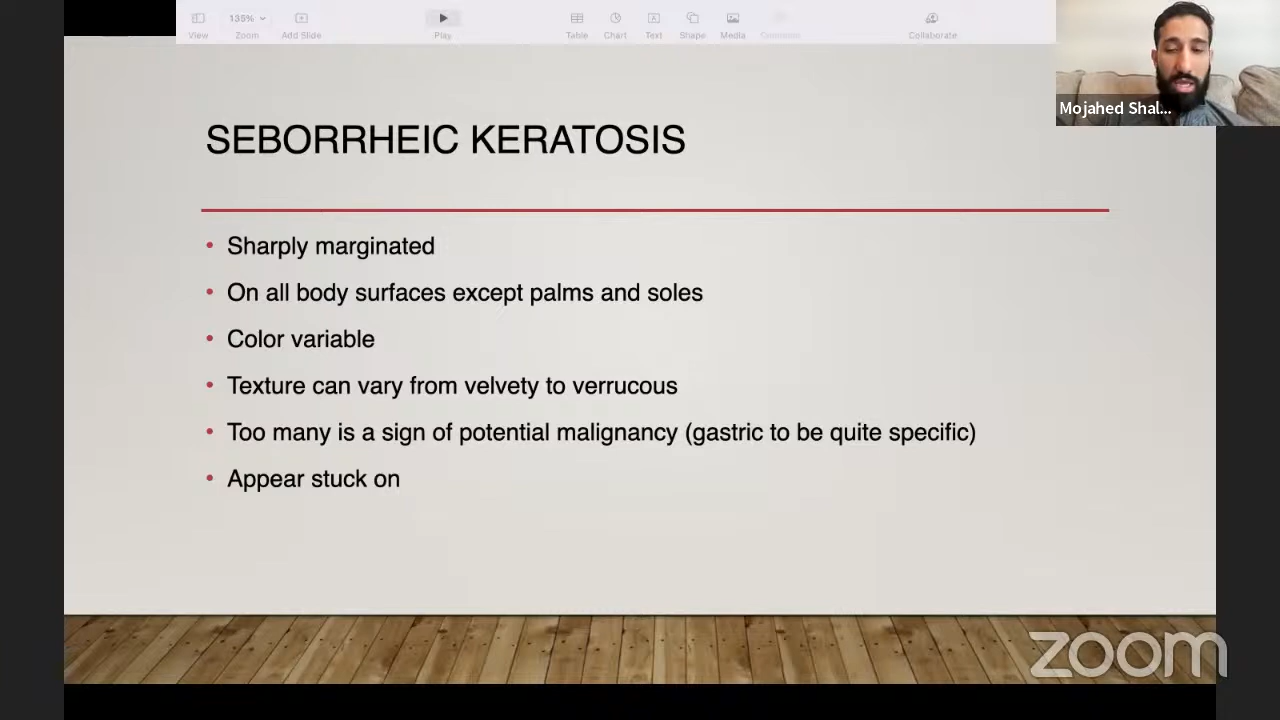 135%
View
Zoom
Add Slide
Play
Table
Chart
Text
Shape
Media
Comment
Collaborate
Mojahed Shal...
SEBORRHEIC KERATOSIS
• Sharply marginated
• On all body surfaces except palms and soles
• Color variable
• Texture can vary from velvety to verrucous
• Too many is a sign of potential malignancy (gastric to be quite specific)
• Appear stuck on
zoom